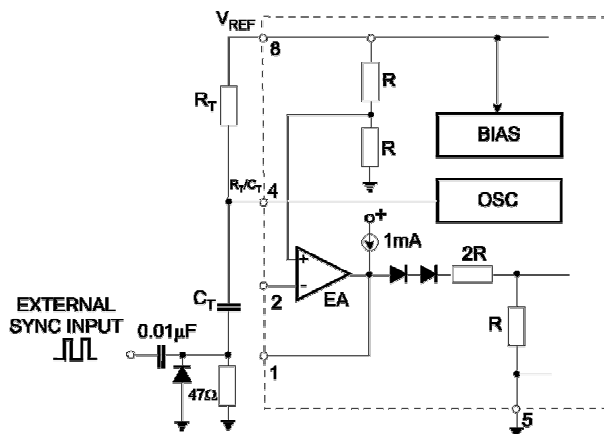 VREF
8
R
RT
R
BIAS
RT/CT
4
OSC
+
1mA
2R
+
-
EA
2
CT
EXTERNAL
SYNC INPUT
0.01µF
R
1
47Ω
5